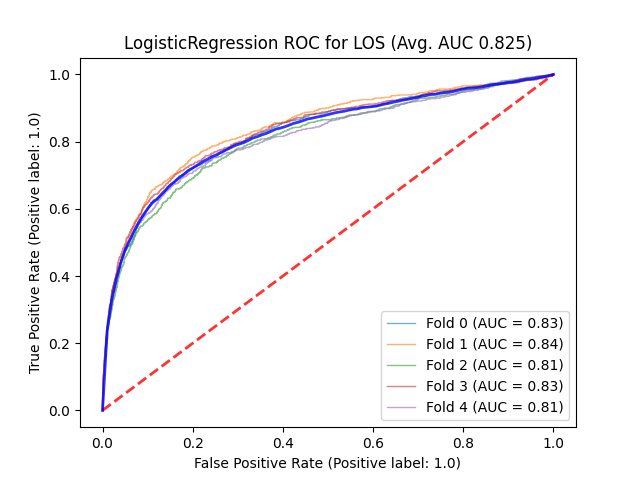 LogisticRegression ROC for LOS (Avg. AUC 0.825)
True Positive Rate (Positive label: 1.0)
1.0
0.8
0.6
0.4
0.2
0.0
Fold 0 (AUC = 0.83)
Fold 1 (AUC = 0.84)
Fold 2 (AUC = 0.81)
Fold 3 (AUC = 0.83)
Fold 4 (AUC = 0.81)
0.0 0.2 0.4 0.6 0.8 1.0
False Positive Rate (Positive label: 1.0)